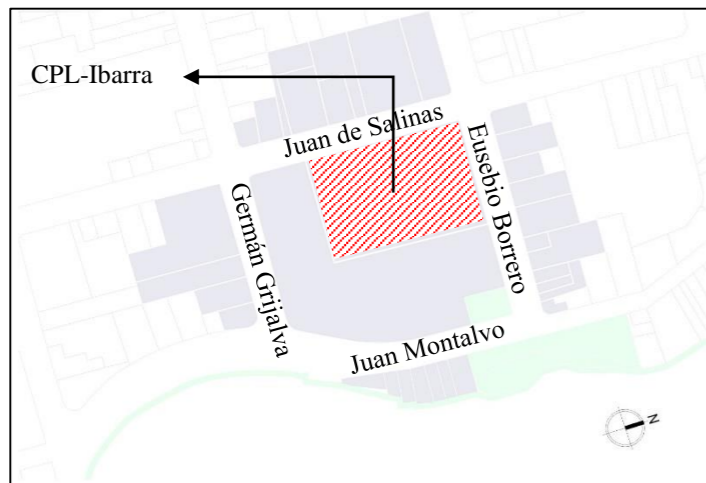 CPL-Ibarra
Juan de Salinas
Eusebio Borrero
Germán Grijalva
Juan Montalvo
N